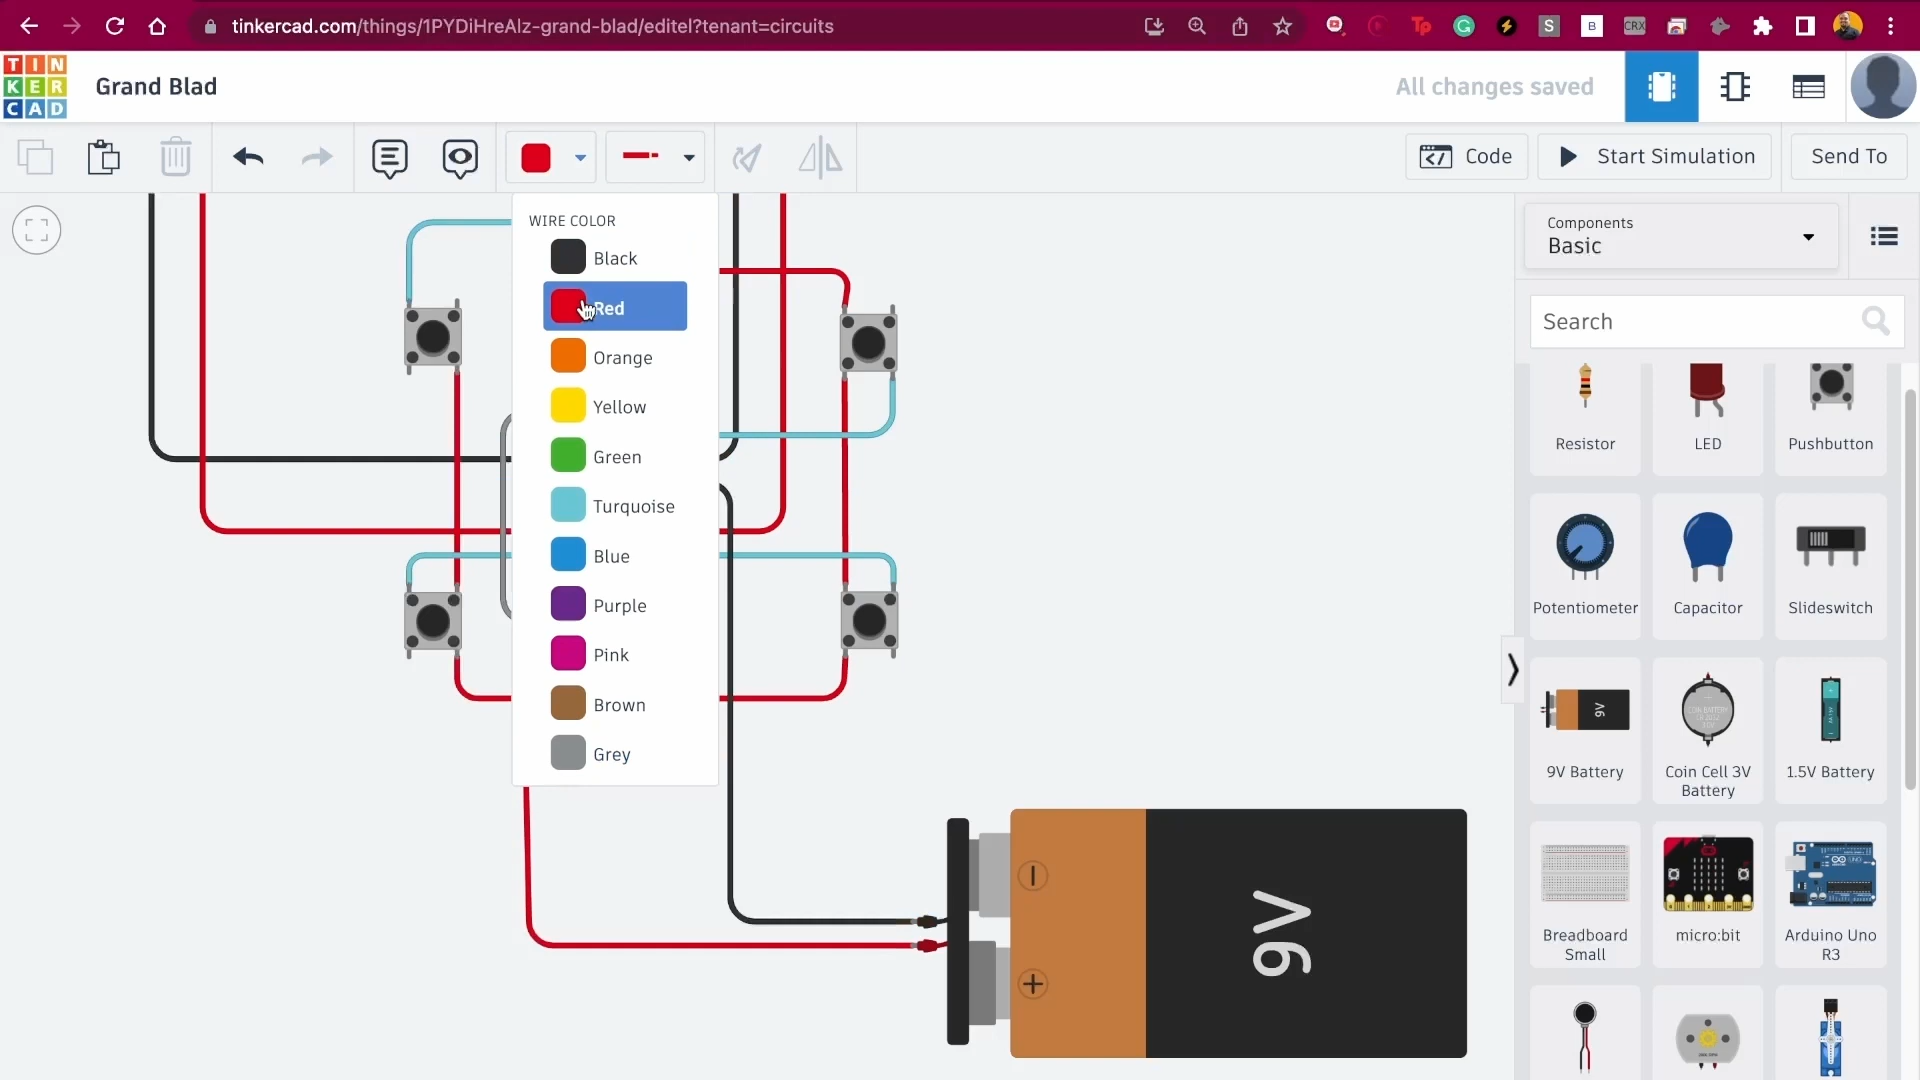 tinkercad.com/things/1PYDiHreAlz-grand-blad/editel?tenant=circuits
Tp
S
B
CRX
TIN
KER
CAD
Grand Blad
All changes saved
Code
Start Simulation
Send To
WIRE COLOR
Black
Red
Orange
Yellow
Green
Turquoise
Blue
Purple
Pink
Brown
Grey
9V
Components
Basic
Search
Resistor
LED
Pushbutton
Potentiometer
Capacitor
Slideswitch
9V
9V Battery
Coin Cell 3V
Battery
1.5V Battery
Breadboard
Small
micro:bit
Arduino Uno
R3